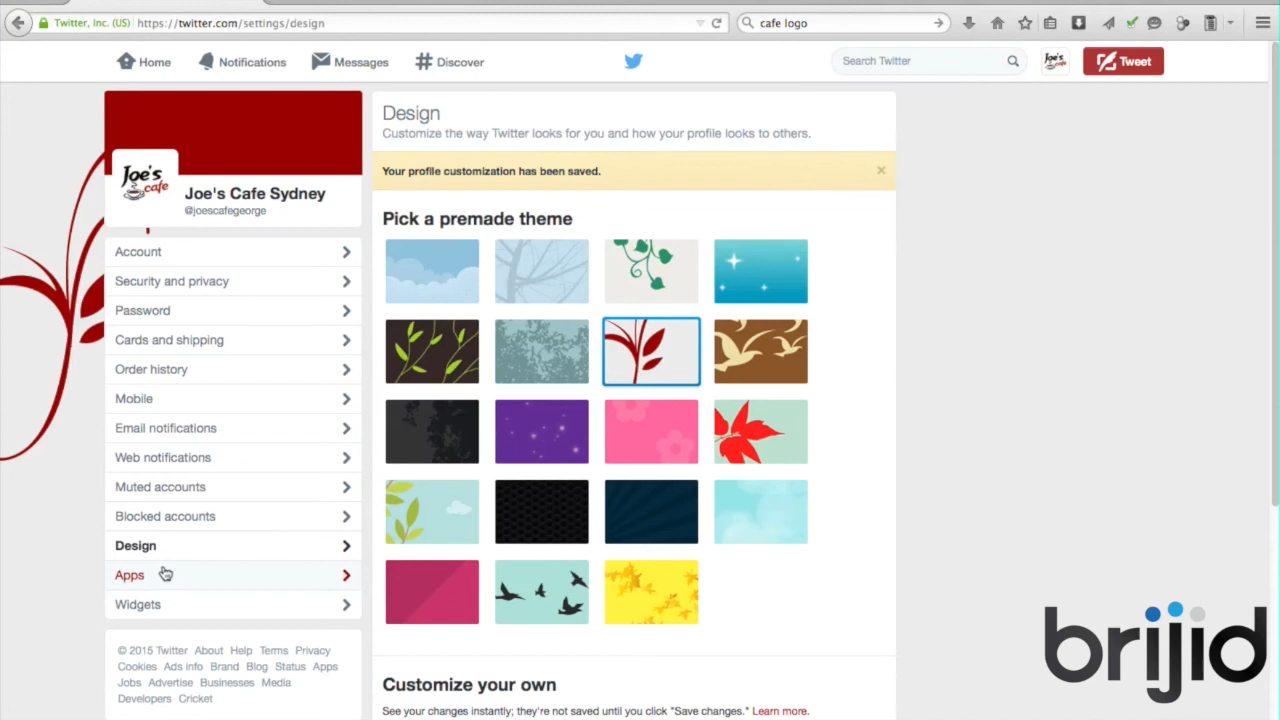 Twitter, Inc. (US) https://twitter.com/settings/design
cafe logo
Home Notifications Messages Discover
Search Twitter
Joe's cafe
Tweet
Joe's cafe
Joe's Cafe Sydney
@joescafegeorge
Account
Security and privacy
Password
Cards and shipping
Order history
Mobile
Email notifications
Web notifications
Muted accounts
Blocked accounts
Design
Apps
Widgets
© 2015 Twitter About Help Terms Privacy
Cookies Ads info Brand Blog Status Apps
Jobs Advertise Businesses Media
Developers Cricket
Design
Customize the way Twitter looks for you and how your profile looks to others.
Your profile customization has been saved.
Pick a premade theme
Customize your own
See your changes instantly; they're not saved until you click "Save changes." Learn more.
brijid